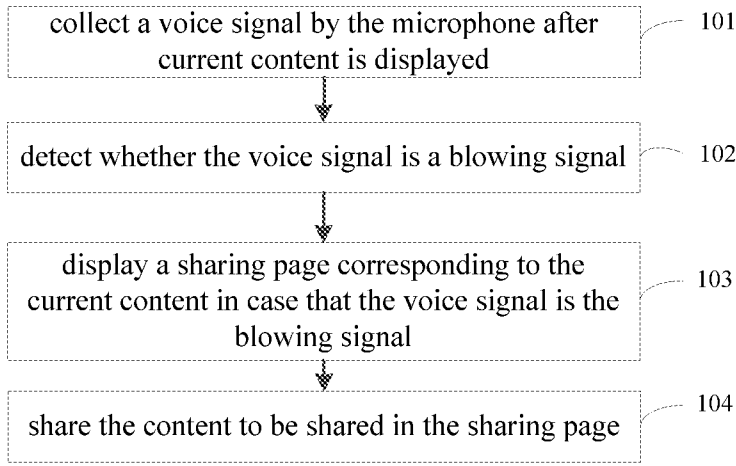 collect a voice signal by the microphone after
current content is displayed
101
detect whether the voice signal is a blowing signal
102
display a sharing page corresponding to the
current content in case that the voice signal is the
blowing signal
103
share the content to be shared in the sharing page
104